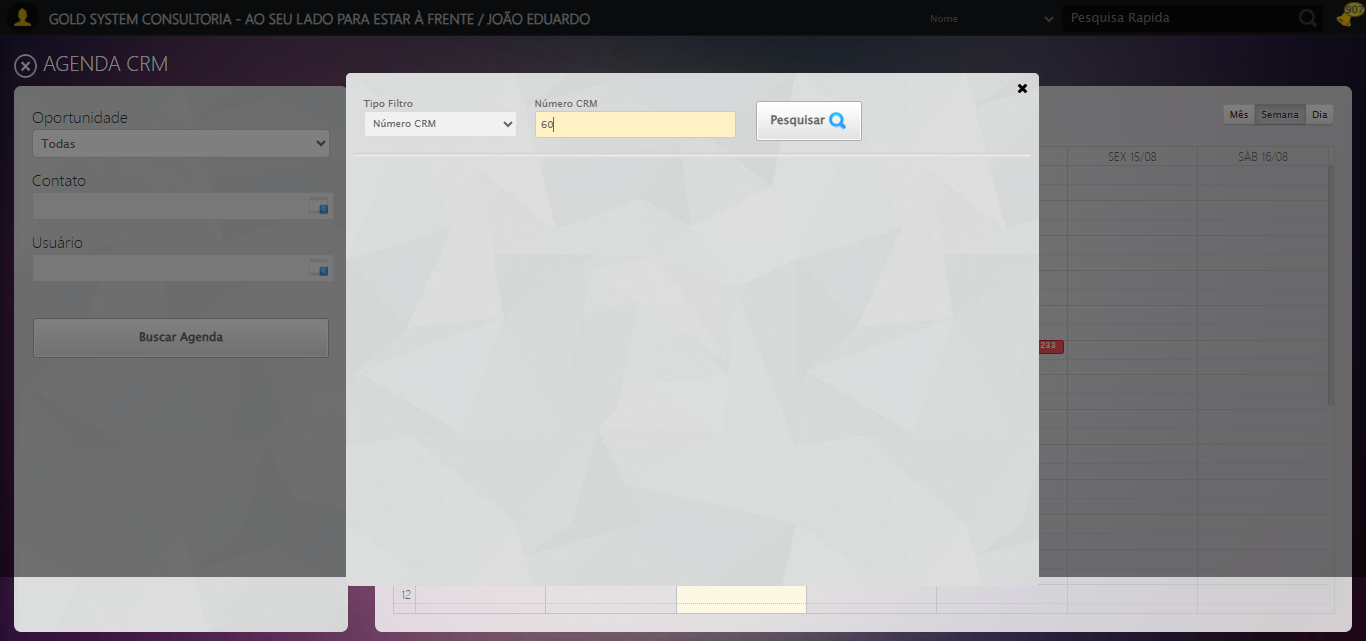 GOLD SYSTEM CONSULTORIA - AO SEU LADO PARA ESTAR À FRENTE / JOÃO EDUARDO
Nome
Pesquisa Rapida
907
AGENDA CRM
Oportunidade
Todas
Contato
Usuário
Buscar Agenda
Tipo Filtro
Número CRM
Número CRM
60
Pesquisar
Mês Semana Dia
SEX 15/08
SÁB 16/08
233
12